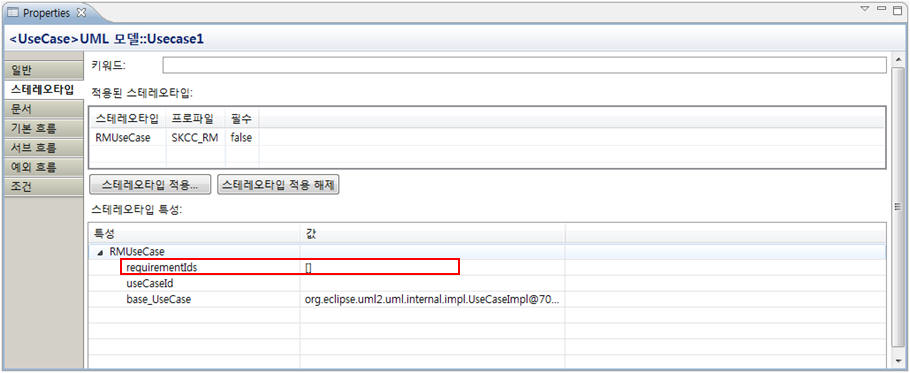 Properties
<UseCase>UML 모델::Usecase1
일반
스테레오타입
문서
기본 흐름
서브 흐름
예외 흐름
조건
키워드:
적용된 스테레오타입:
스테레오타입 프로파일 필수
RMUseCase SKCC_RM false
스테레오타입 적용... 스테레오타입 적용 해제
스테레오타입 특성:
특성 값
RMUseCase
requirementIds []
useCaseId
base_UseCase org.eclipse.uml2.uml.internal.impl.UseCaseImpl@70...